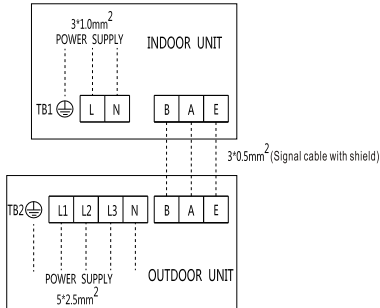 3*1.0mm2
POWER SUPPLY
INDOOR UNIT
TB1 L N B A E
3*0.5mm2(Signal cable with shield)
TB2 L1 L2 L3 N B A E
POWER SUPPLY
5*2.5mm2
OUTDOOR UNIT